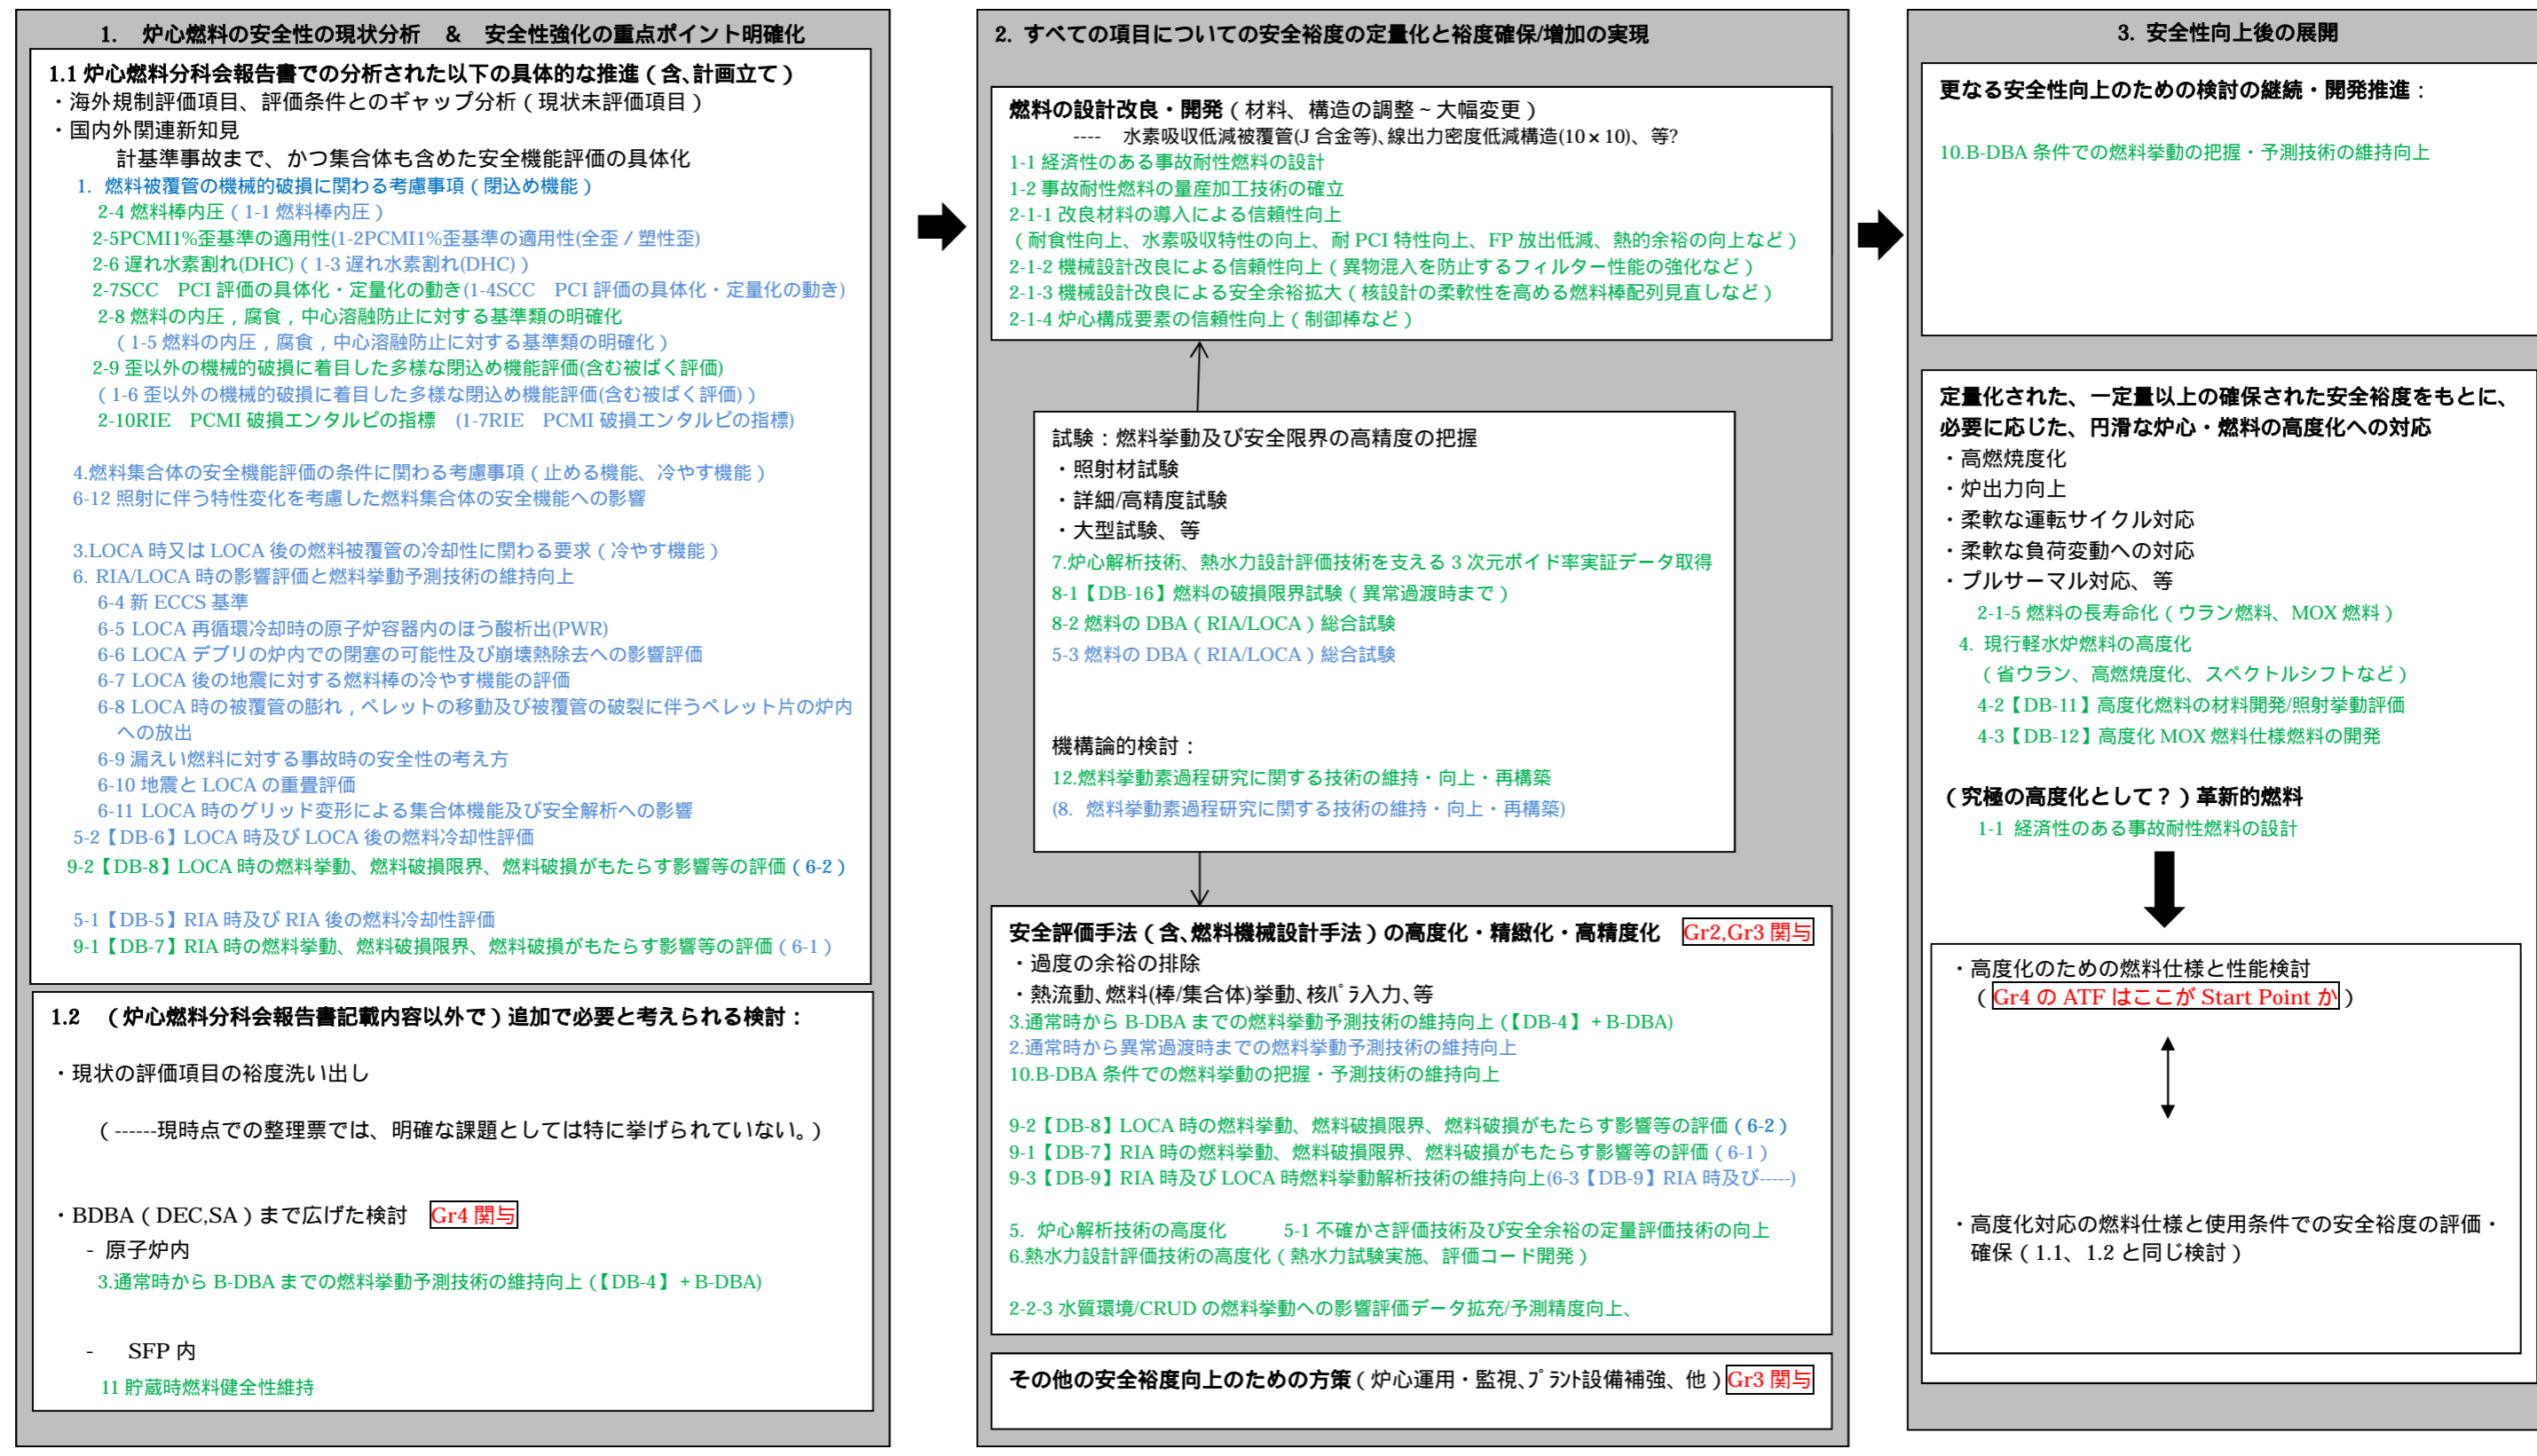 1. 炉心燃料の安全性の現状分析 ＆ 安全性強化の重点ポイント明確化
1.1 炉心燃料分科会報告書での分析された以下の具体的な推進（含、計画立て）
・海外規制評価項目、評価条件とのギャップ分析（現状未評価項目）
・国内外関連新知見
計基準事故まで、かつ集合体も含めた安全機能評価の具体化
1. 燃料被覆管の機械的破損に関わる考慮事項（閉込め機能）
2-4 燃料棒内圧（1-1 燃料棒内圧）
2-5PCMI1%歪基準の適用性(1-2PCMI1%歪基準の適用性(全歪／塑性歪)
2-6 遅れ水素割れ(DHC)（1-3 遅れ水素割れ(DHC)）
2-7SCC PCI 評価の具体化・定量化の動き(1-4SCC PCI 評価の具体化・定量化の動き)
2-8 燃料の内圧，腐食，中心溶融防止に対する基準類の明確化
（1-5 燃料の内圧，腐食，中心溶融防止に対する基準類の明確化）
2-9 歪以外の機械的破損に着目した多様な閉込め機能評価(含む被ばく評価)
（1-6 歪以外の機械的破損に着目した多様な閉込め機能評価(含む被ばく評価)）
2-10RIE PCMI 破損エンタルピの指標 (1-7RIE PCMI 破損エンタルピの指標)
4.燃料集合体の安全機能評価の条件に関わる考慮事項（止める機能、冷やす機能）
6-12 照射に伴う特性変化を考慮した燃料集合体の安全機能への影響
3.LOCA 時又は LOCA 後の燃料被覆管の冷却性に関わる要求（冷やす機能）
6. RIA/LOCA 時の影響評価と燃料挙動予測技術の維持向上
6-4 新 ECCS 基準
6-5 LOCA 再循環冷却時の原子炉容器内のほう酸析出(PWR)
6-6 LOCA デブリの炉内での閉塞の可能性及び崩壊熱除去への影響評価
6-7 LOCA 後の地震に対する燃料棒の冷やす機能の評価
6-8 LOCA 時の被覆管の膨れ，ペレットの移動及び被覆管の破裂に伴うペレット片の炉内
への放出
6-9 漏えい燃料に対する事故時の安全性の考え方
6-10 地震と LOCA の重畳評価
6-11 LOCA 時のグリッド変形による集合体機能及び安全解析への影響
5-2【DB-6】LOCA 時及び LOCA 後の燃料冷却性評価
9-2【DB-8】LOCA 時の燃料挙動、燃料破損限界、燃料破損がもたらす影響等の評価（6-2）
5-1【DB-5】RIA 時及び RIA 後の燃料冷却性評価
9-1【DB-7】RIA 時の燃料挙動、燃料破損限界、燃料破損がもたらす影響等の評価（6-1）
1.2 （炉心燃料分科会報告書記載内容以外で）追加で必要と考えられる検討：
・現状の評価項目の裕度洗い出し
（------現時点での整理票では、明確な課題としては特に挙げられていない。）
・BDBA（DEC,SA）まで広げた検討 Gr4 関与
- 原子炉内
3.通常時から B-DBA までの燃料挙動予測技術の維持向上（【DB-4】+B-DBA)
- SFP 内
11 貯蔵時燃料健全性維持
2. すべての項目についての安全裕度の定量化と裕度確保/増加の実現
燃料の設計改良・開発（材料、構造の調整～大幅変更）
---- 水素吸収低減被覆管(J 合金等)、線出力密度低減構造(10×10)、等?
1-1 経済性のある事故耐性燃料の設計
1-2 事故耐性燃料の量産加工技術の確立
2-1-1 改良材料の導入による信頼性向上
（耐食性向上、水素吸収特性の向上、耐 PCI 特性向上、FP 放出低減、熱的余裕の向上など）
2-1-2 機械設計改良による信頼性向上（異物混入を防止するフィルター性能の強化など）
2-1-3 機械設計改良による安全余裕拡大（核設計の柔軟性を高める燃料棒配列見直しなど）
2-1-4 炉心構成要素の信頼性向上（制御棒など）
試験：燃料挙動及び安全限界の高精度の把握
・照射材試験
・詳細/高精度試験
・大型試験、等
7.炉心解析技術、熱水力設計評価技術を支える 3 次元ボイド率実証データ取得
8-1【DB-16】燃料の破損限界試験（異常過渡時まで）
8-2 燃料の DBA（RIA/LOCA）総合試験
5-3 燃料の DBA（RIA/LOCA）総合試験
機構論的検討：
12.燃料挙動素過程研究に関する技術の維持・向上・再構築
(8. 燃料挙動素過程研究に関する技術の維持・向上・再構築)
安全評価手法（含、燃料機械設計手法）の高度化・精緻化・高精度化 Gr2,Gr3 関与
・過度の余裕の排除
・熱流動、燃料(棒/集合体)挙動、核ﾊﾟﾗ入力、等
3.通常時から B-DBA までの燃料挙動予測技術の維持向上（【DB-4】+B-DBA)
2.通常時から異常過渡時までの燃料挙動予測技術の維持向上
10.B-DBA 条件での燃料挙動の把握・予測技術の維持向上
9-2【DB-8】LOCA 時の燃料挙動、燃料破損限界、燃料破損がもたらす影響等の評価（6-2）
9-1【DB-7】RIA 時の燃料挙動、燃料破損限界、燃料破損がもたらす影響等の評価（6-1）
9-3【DB-9】RIA 時及び LOCA 時燃料挙動解析技術の維持向上(6-3【DB-9】RIA 時及び-----)
5. 炉心解析技術の高度化 5-1 不確かさ評価技術及び安全余裕の定量評価技術の向上
6.熱水力設計評価技術の高度化（熱水力試験実施、評価コード開発）
2-2-3 水質環境/CRUD の燃料挙動への影響評価データ拡充/予測精度向上、
その他の安全裕度向上のための方策（炉心運用・監視、ﾌﾟﾗﾝﾄ設備補強、他）Gr3 関与
3. 安全性向上後の展開
更なる安全性向上のための検討の継続・開発推進：
10.B-DBA 条件での燃料挙動の把握・予測技術の維持向上
定量化された、一定量以上の確保された安全裕度をもとに、
必要に応じた、円滑な炉心・燃料の高度化への対応
・高燃焼度化
・炉出力向上
・柔軟な運転サイクル対応
・柔軟な負荷変動への対応
・プルサーマル対応、等
2-1-5 燃料の長寿命化（ウラン燃料、MOX 燃料）
4. 現行軽水炉燃料の高度化
（省ウラン、高燃焼度化、スペクトルシフトなど）
4-2【DB-11】高度化燃料の材料開発/照射挙動評価
4-3【DB-12】高度化 MOX 燃料仕様燃料の開発
（究極の高度化として？）革新的燃料
1-1 経済性のある事故耐性燃料の設計
・高度化のための燃料仕様と性能検討
（Gr4 の ATF はここが Start Point か）
・高度化対応の燃料仕様と使用条件での安全裕度の評価・
確保（1.1、1.2 と同じ検討）